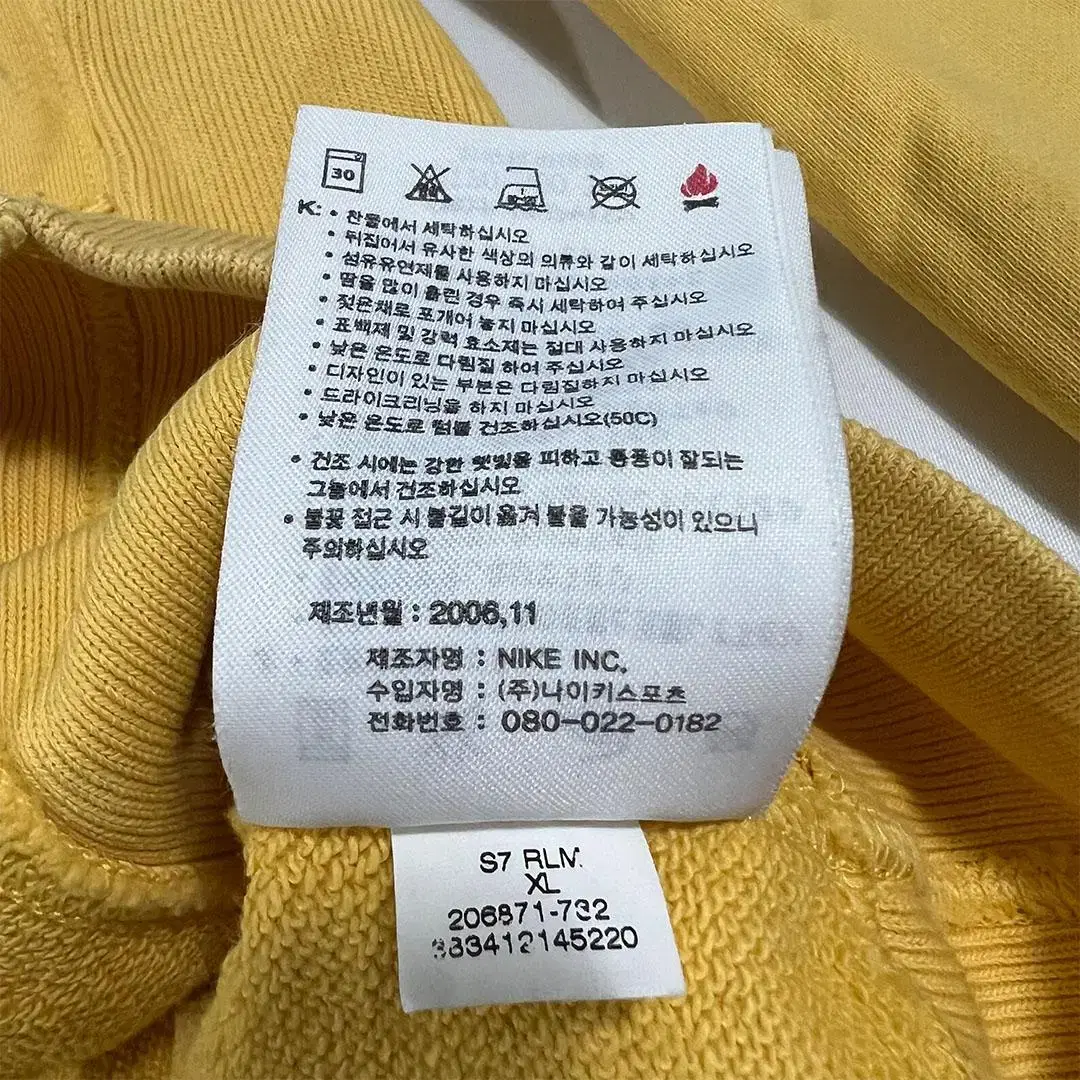 30
K: • 찬물에서 세탁하십시오
• 뒤집어서 유사한 색상의 의류와 같이 세탁하십시오
• 섬유유연제를 사용하지 마십시오
• 땀을 많이 흘린 경우 즉시 세탁하여 주십시오
• 젖은채로 포개어 놓지 마십시오
• 표백제 및 강력 효소제는 절대 사용하지 마십시오
• 낮은 온도로 다림질 하여 주십시오
• 디자인이 있는 부분은 다림질하지 마십시오
• 드라이크리닝을 하지 마십시오
• 낮은 온도로 텀블 건조하십시오(50C)
• 건조 시에는 강한 햇빛을 피하고 통풍이 잘되는
그늘에서 건조하십시오
• 불꽃 접근 시 불길이 옮겨 붙을 가능성이 있으니
주의하십시오
제조년월 : 2006,11
제조자명 : NIKE INC.
수입자명 : (주)나이키스포츠
전화번호 : 080-022-0182
S7 RLM
XL
206871-732